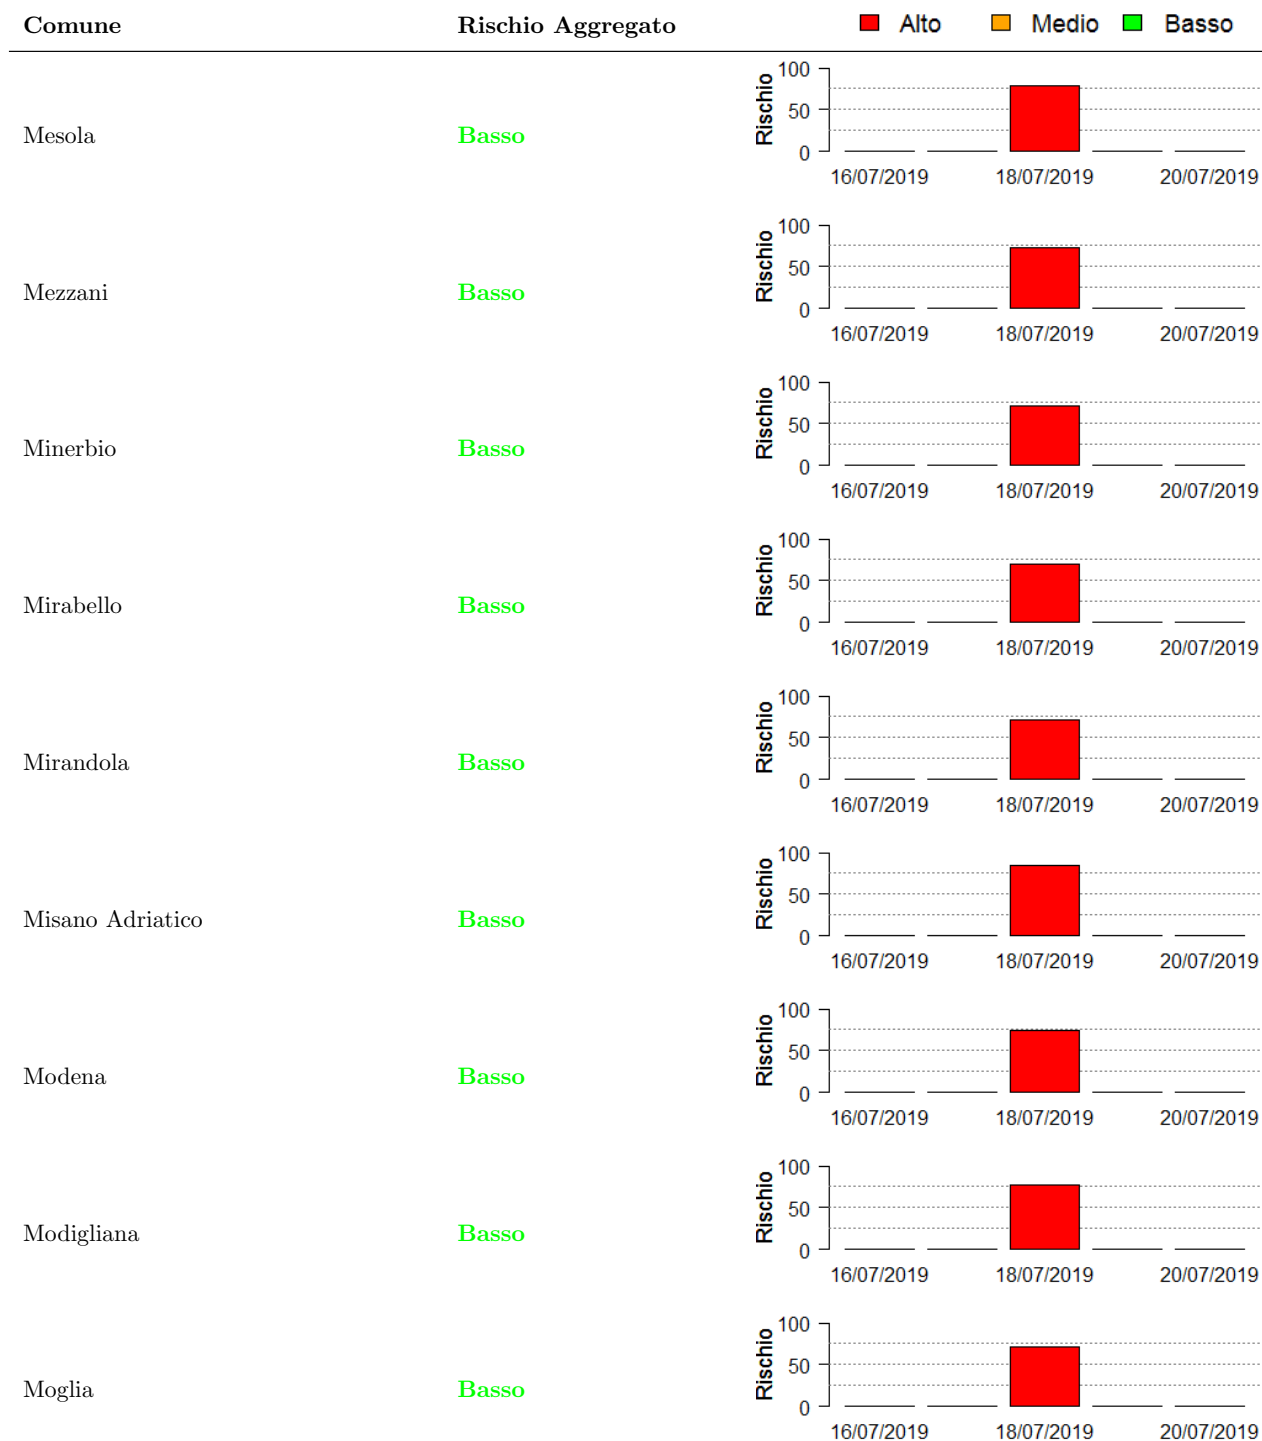 Comune Rischio Aggregato Alto Medio Basso
Mesola Basso Rischio 100 50 0
16/07/2019 18/07/2019 20/07/2019
Mezzani Basso Rischio 100 50 0
16/07/2019 18/07/2019 20/07/2019
Minerbio Basso Rischio 100 50 0
16/07/2019 18/07/2019 20/07/2019
Mirabello Basso Rischio 100 50 0
16/07/2019 18/07/2019 20/07/2019
Mirandola Basso Rischio 100 50 0
16/07/2019 18/07/2019 20/07/2019
Misano Adriatico Basso Rischio 100 50 0
16/07/2019 18/07/2019 20/07/2019
Modena Basso Rischio 100 50 0
16/07/2019 18/07/2019 20/07/2019
Modigliana Basso Rischio 100 50 0
16/07/2019 18/07/2019 20/07/2019
Moglia Basso Rischio 100 50 0
16/07/2019 18/07/2019 20/07/2019